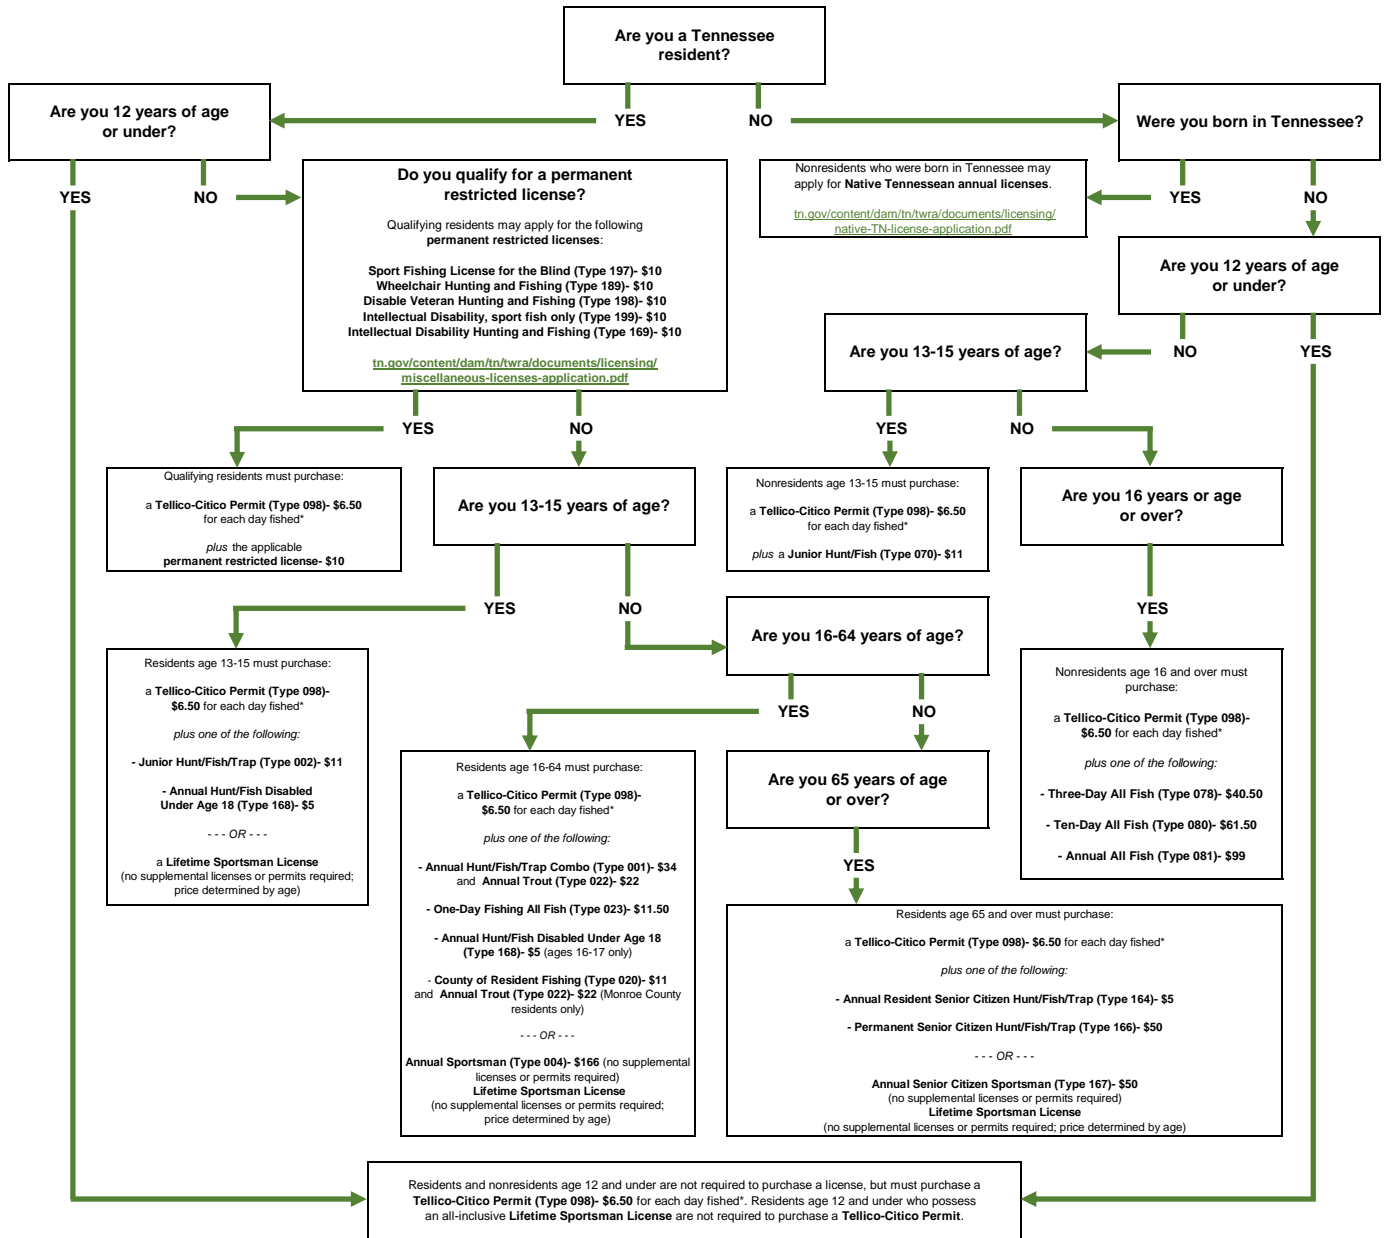 Are you a Tennessee
resident?
YES
NO
Are you 12 years of age
or under?
Were you born in Tennessee?
YES
NO
Do you qualify for a permanent
restricted license?
Qualifying residents may apply for the following
permanent restricted licenses:
Sport Fishing License for the Blind (Type 197)- $10
Wheelchair Hunting and Fishing (Type 189)- $10
Disable Veteran Hunting and Fishing (Type 198)- $10
Intellectual Disability, sport fish only (Type 199)- $10
Intellectual Disability Hunting and Fishing (Type 169)- $10
tn.gov/content/dam/tn/twra/documents/licensing/
miscellaneous-licenses-application.pdf
Nonresidents who were born in Tennessee may
apply for Native Tennessean annual licenses.
tn.gov/content/dam/tn/twra/documents/licensing/
native-TN-license-application.pdf
YES
NO
Are you 12 years of age
or under?
NO
YES
Are you 13-15 years of age?
YES
NO
YES
NO
Qualifying residents must purchase:
a Tellico-Citico Permit (Type 098)- $6.50
for each day fished*
plus the applicable
permanent restricted license- $10
Are you 13-15 years of age?
Nonresidents age 13-15 must purchase:
a Tellico-Citico Permit (Type 098)- $6.50
for each day fished*
plus a Junior Hunt/Fish (Type 070)- $11
Are you 16 years or age
or over?
YES
NO
YES
Are you 16-64 years of age?
Residents age 13-15 must purchase:
a Tellico-Citico Permit (Type 098)-
$6.50 for each day fished*
plus one of the following:
- Junior Hunt/Fish/Trap (Type 002)- $11
- Annual Hunt/Fish Disabled
Under Age 18 (Type 168)- $5
- - - OR - - -
a Lifetime Sportsman License
(no supplemental licenses or permits required;
price determined by age)
Nonresidents age 16 and over must
purchase:
a Tellico-Citico Permit (Type 098)-
$6.50 for each day fished*
plus one of the following:
- Three-Day All Fish (Type 078)- $40.50
- Ten-Day All Fish (Type 080)- $61.50
- Annual All Fish (Type 081)- $99
YES
NO
Residents age 16-64 must purchase:
a Tellico-Citico Permit (Type 098)-
$6.50 for each day fished*
plus one of the following:
- Annual Hunt/Fish/Trap Combo (Type 001)- $34
and Annual Trout (Type 022)- $22
- One-Day Fishing All Fish (Type 023)- $11.50
- Annual Hunt/Fish Disabled Under Age 18
(Type 168)- $5 (ages 16-17 only)
- County of Resident Fishing (Type 020)- $11
and Annual Trout (Type 022)- $22 (Monroe County
residents only)
- - - OR - - -
Annual Sportsman (Type 004)- $166 (no supplemental
licenses or permits required)
Lifetime Sportsman License
(no supplemental licenses or permits required;
price determined by age)
Are you 65 years of age
or over?
YES
Residents age 65 and over must purchase:
a Tellico-Citico Permit (Type 098)- $6.50 for each day fished*
plus one of the following:
- Annual Resident Senior Citizen Hunt/Fish/Trap (Type 164)- $5
- Permanent Senior Citizen Hunt/Fish/Trap (Type 166)- $50
- - - OR - - -
Annual Senior Citizen Sportsman (Type 167)- $50
(no supplemental licenses or permits required)
Lifetime Sportsman License
(no supplemental licenses or permits required; price determined by age)
Residents and nonresidents age 12 and under are not required to purchase a license, but must purchase a
Tellico-Citico Permit (Type 098)- $6.50 for each day fished*. Residents age 12 and under who possess
an all-inclusive Lifetime Sportsman License are not required to purchase a Tellico-Citico Permit.